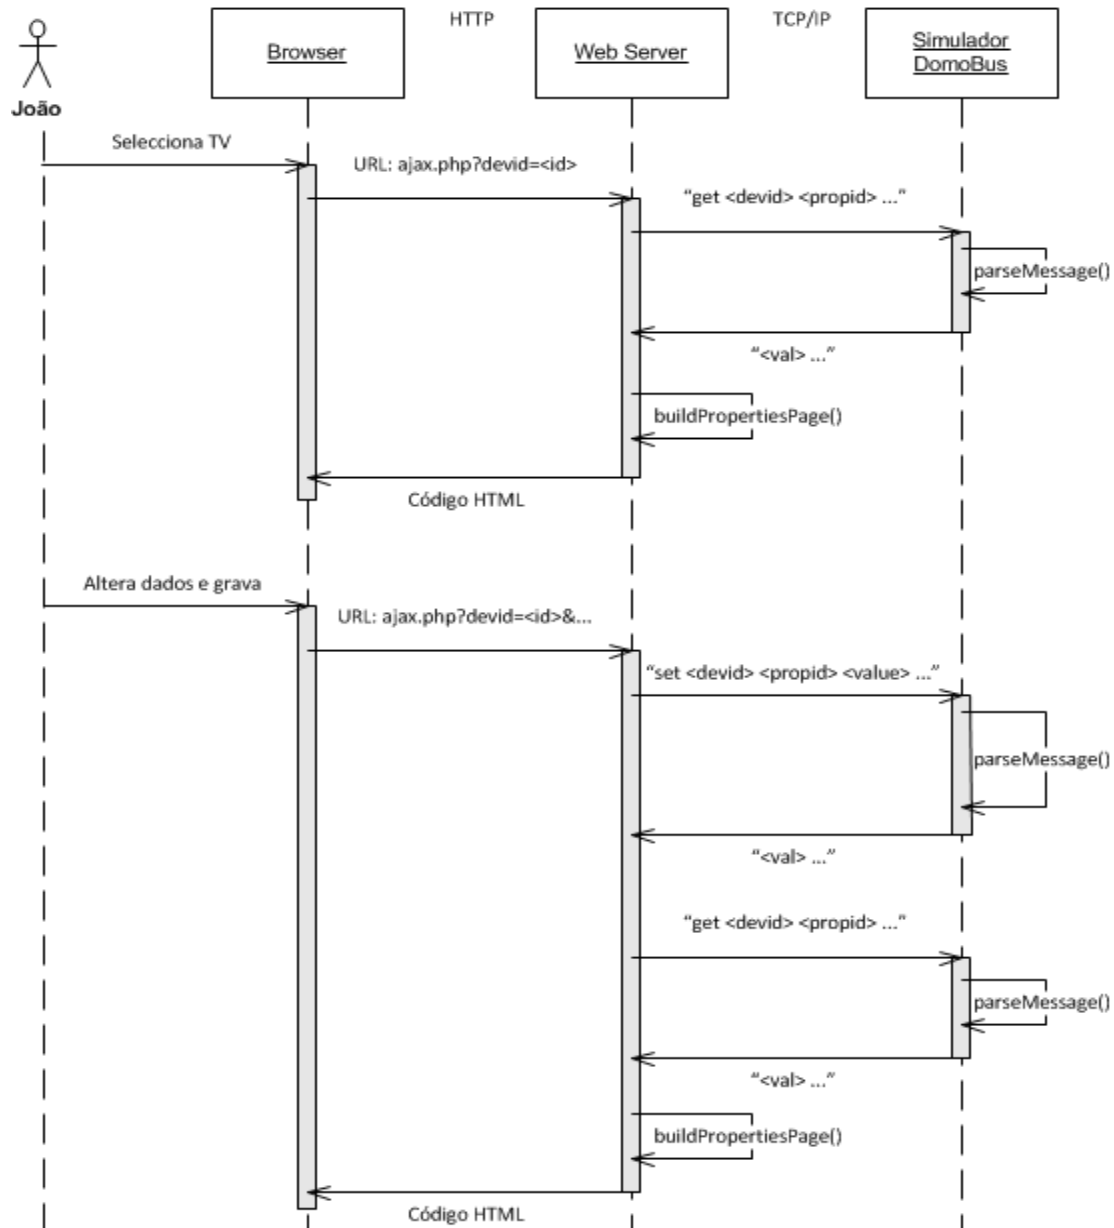 HTTP
TCP/IP
João
Browser
Web Server
Simulador
DomoBus
Selecciona TV
URL: ajax.php?devid=<id>
“get <devid> <propid> ...”
parseMessage()
“<val> ...”
buildPropertiesPage()
Código HTML
Altera dados e grava
URL: ajax.php?devid=<id>&...
“set <devid> <propid> <value> ...”
parseMessage()
“<val> ...”
“get <devid> <propid> ...”
parseMessage()
“<val> ...”
buildPropertiesPage()
Código HTML